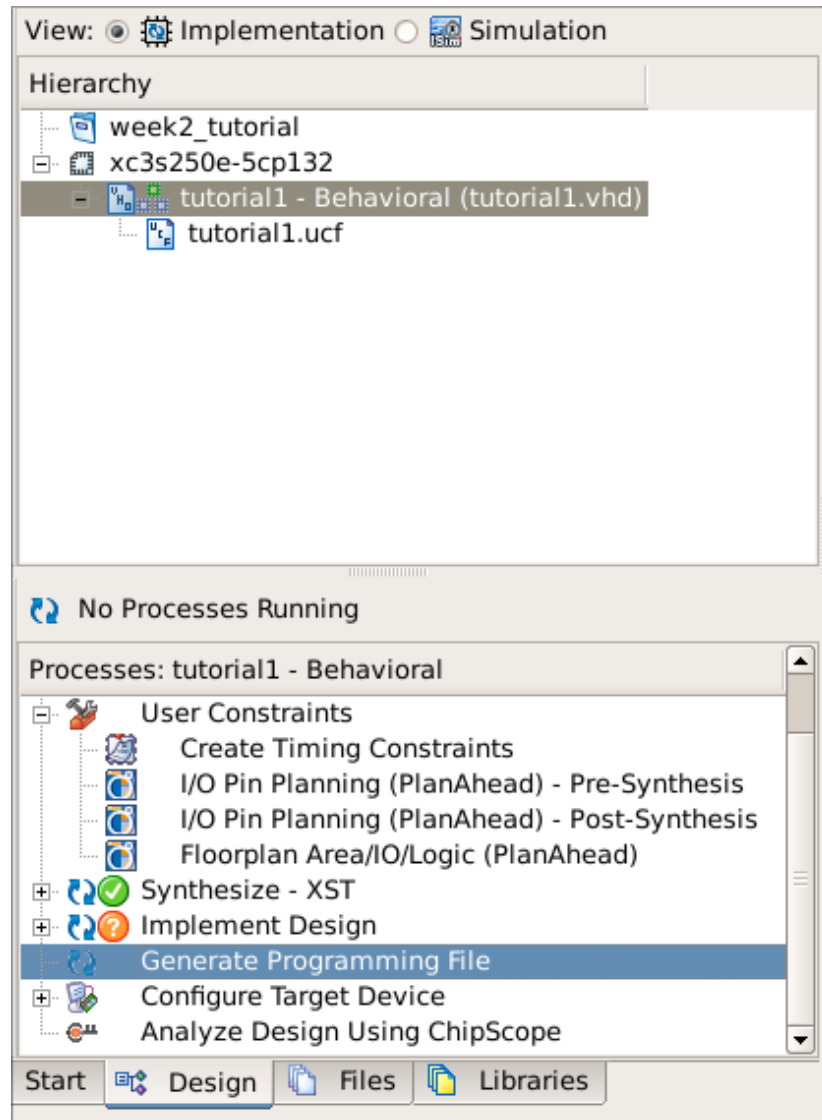 View: Implementation Simulation
Hierarchy
week2_tutorial
xc3s250e-5cp132
tutorial1 - Behavioral (tutorial1.vhd)
tutorial1.ucf
No Processes Running
Processes: tutorial1 - Behavioral
User Constraints
Create Timing Constraints
I/O Pin Planning (PlanAhead) - Pre-Synthesis
I/O Pin Planning (PlanAhead) - Post-Synthesis
Floorplan Area/IO/Logic (PlanAhead)
Synthesize - XST
Implement Design
Generate Programming File
Configure Target Device
Analyze Design Using ChipScope
Start Design Files Libraries